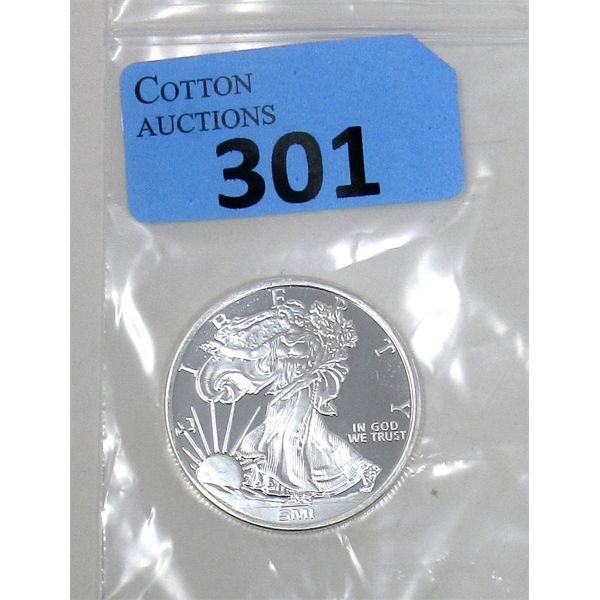 COTTON
AUCTIONS
301
LIBERTY
IN GOD
WE TRUST
SMI